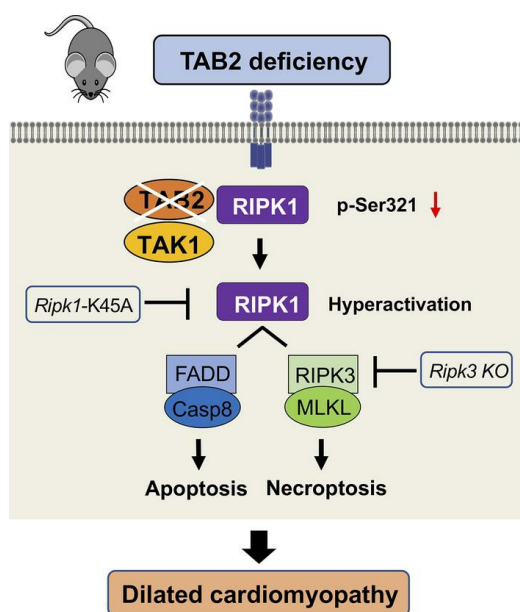 TAB2 deficiency
TAB2
RIPK1
p-Ser321
TAK1
Ripk1-K45A
RIPK1
Hyperactivation
FADD
RIPK3
Ripk3 KO
Casp8
MLKL
Apoptosis
Necroptosis
Dilated cardiomyopathy